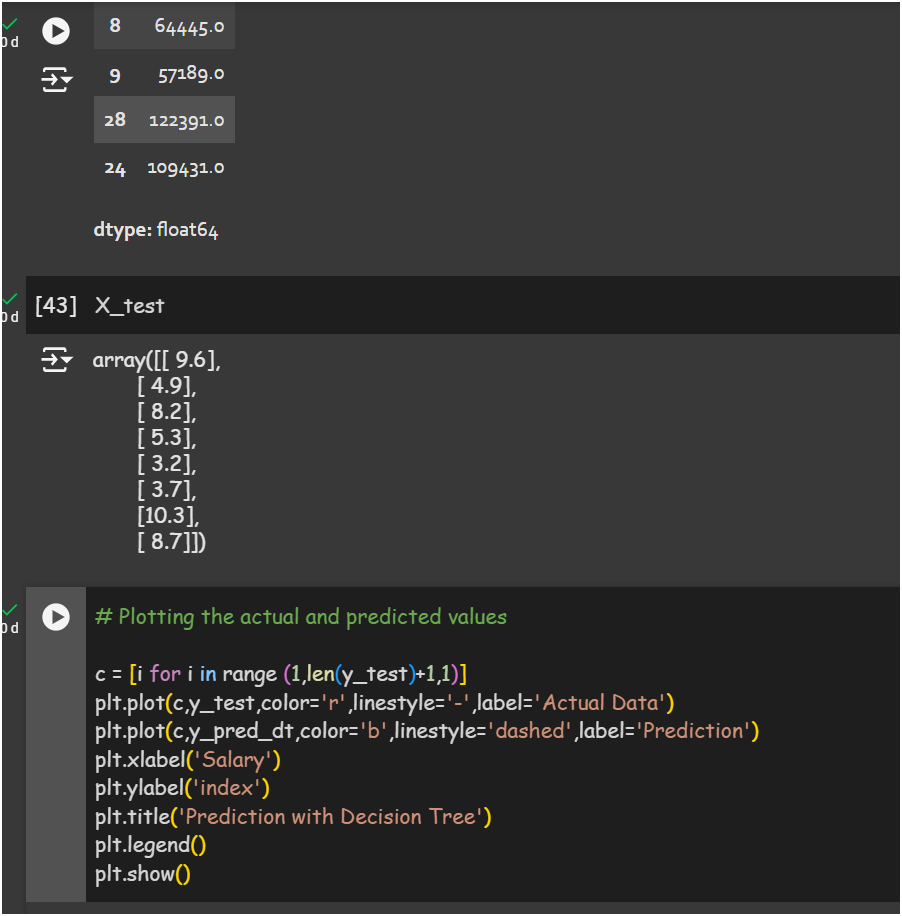 8 64445.0
0d
9 57189.0
28 122391.0
24 109431.0
dtype: float64
[43] X_test
0d
array([[ 9.6],
[ 4.9],
[ 8.2],
[ 5.3],
[ 3.2],
[ 3.7],
[10.3],
[ 8.7]])
# Plotting the actual and predicted values
0d
c = [i for i in range (1,len(y_test)+1,1)]
plt.plot(c,y_test,color='r',linestyle='-',label='Actual Data')
plt.plot(c,y_pred_dt,color='b',linestyle='dashed',label='Prediction')
plt.xlabel('Salary')
plt.ylabel('index')
plt.title('Prediction with Decision Tree')
plt.legend()
plt.show()